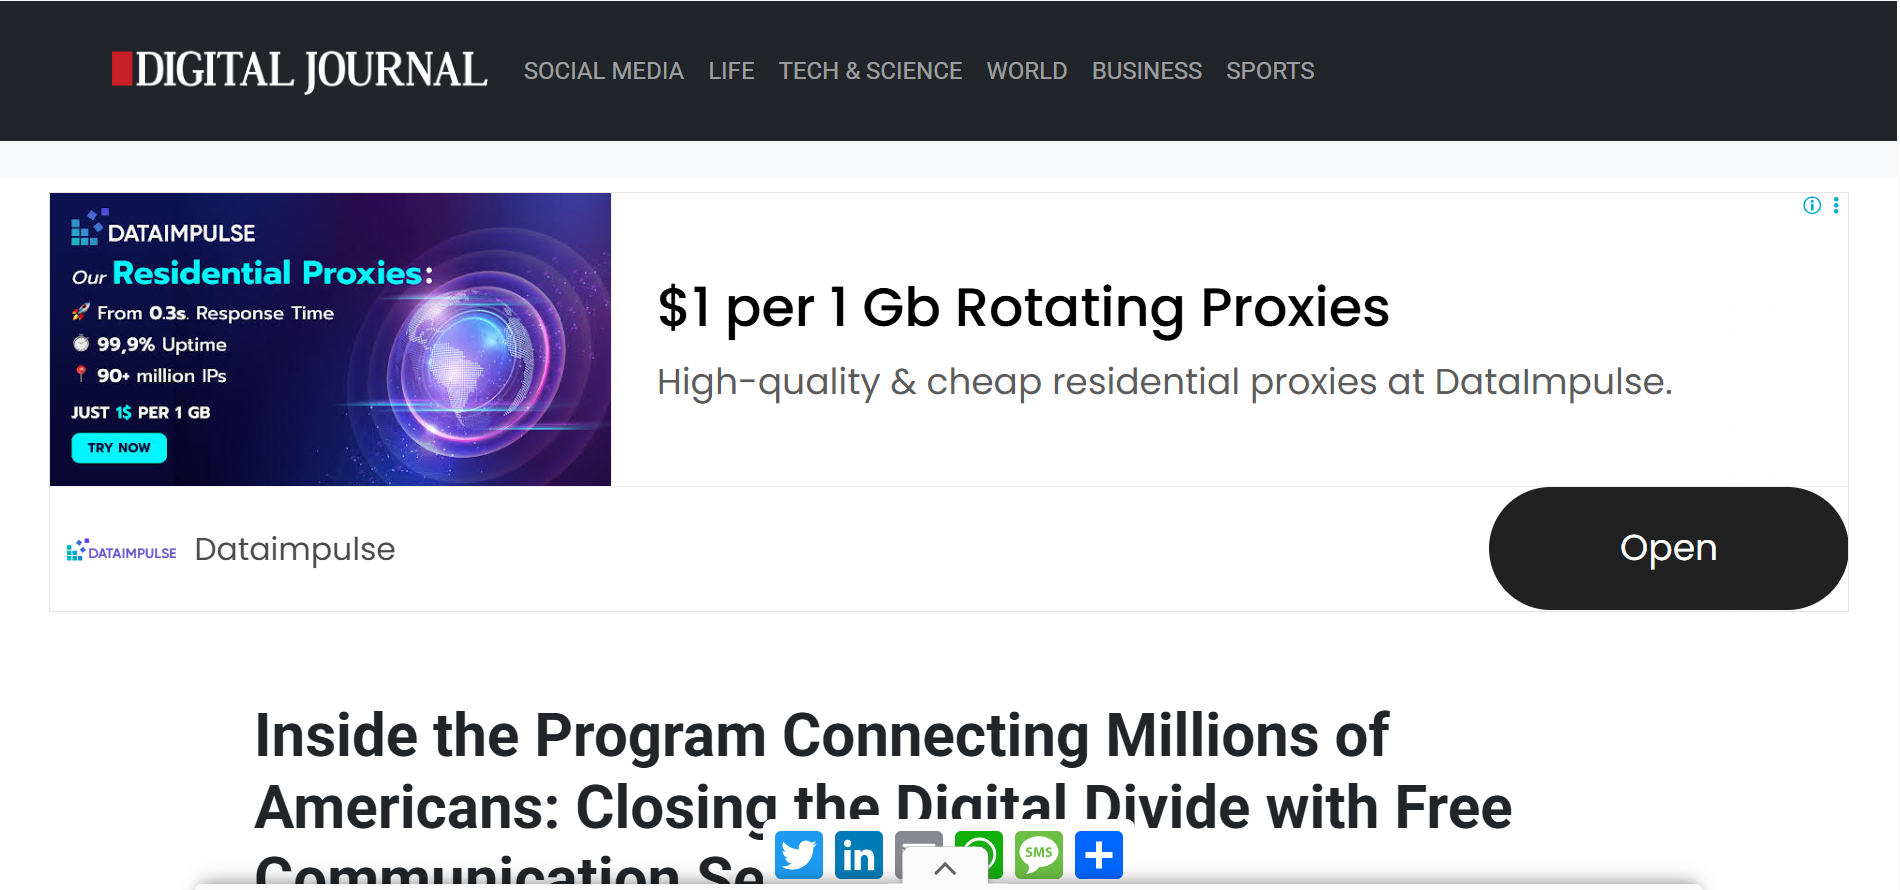 DIGITAL JOURNAL SOCIAL MEDIA LIFE TECH & SCIENCE WORLD BUSINESS SPORTS
DATAIMPULSE
Our Residential Proxies:
From 0.3s. Response Time
99,9% Uptime
90+ million IPs
JUST 1$ PER 1 GB
TRY NOW
$1 per 1 Gb Rotating Proxies
High-quality & cheap residential proxies at DataImpulse.
DATAIMPULSE Dataimpulse
Open
Inside the Program Connecting Millions of
Americans: Closing the Digital Divide with Free
Communication Se
in
SMS